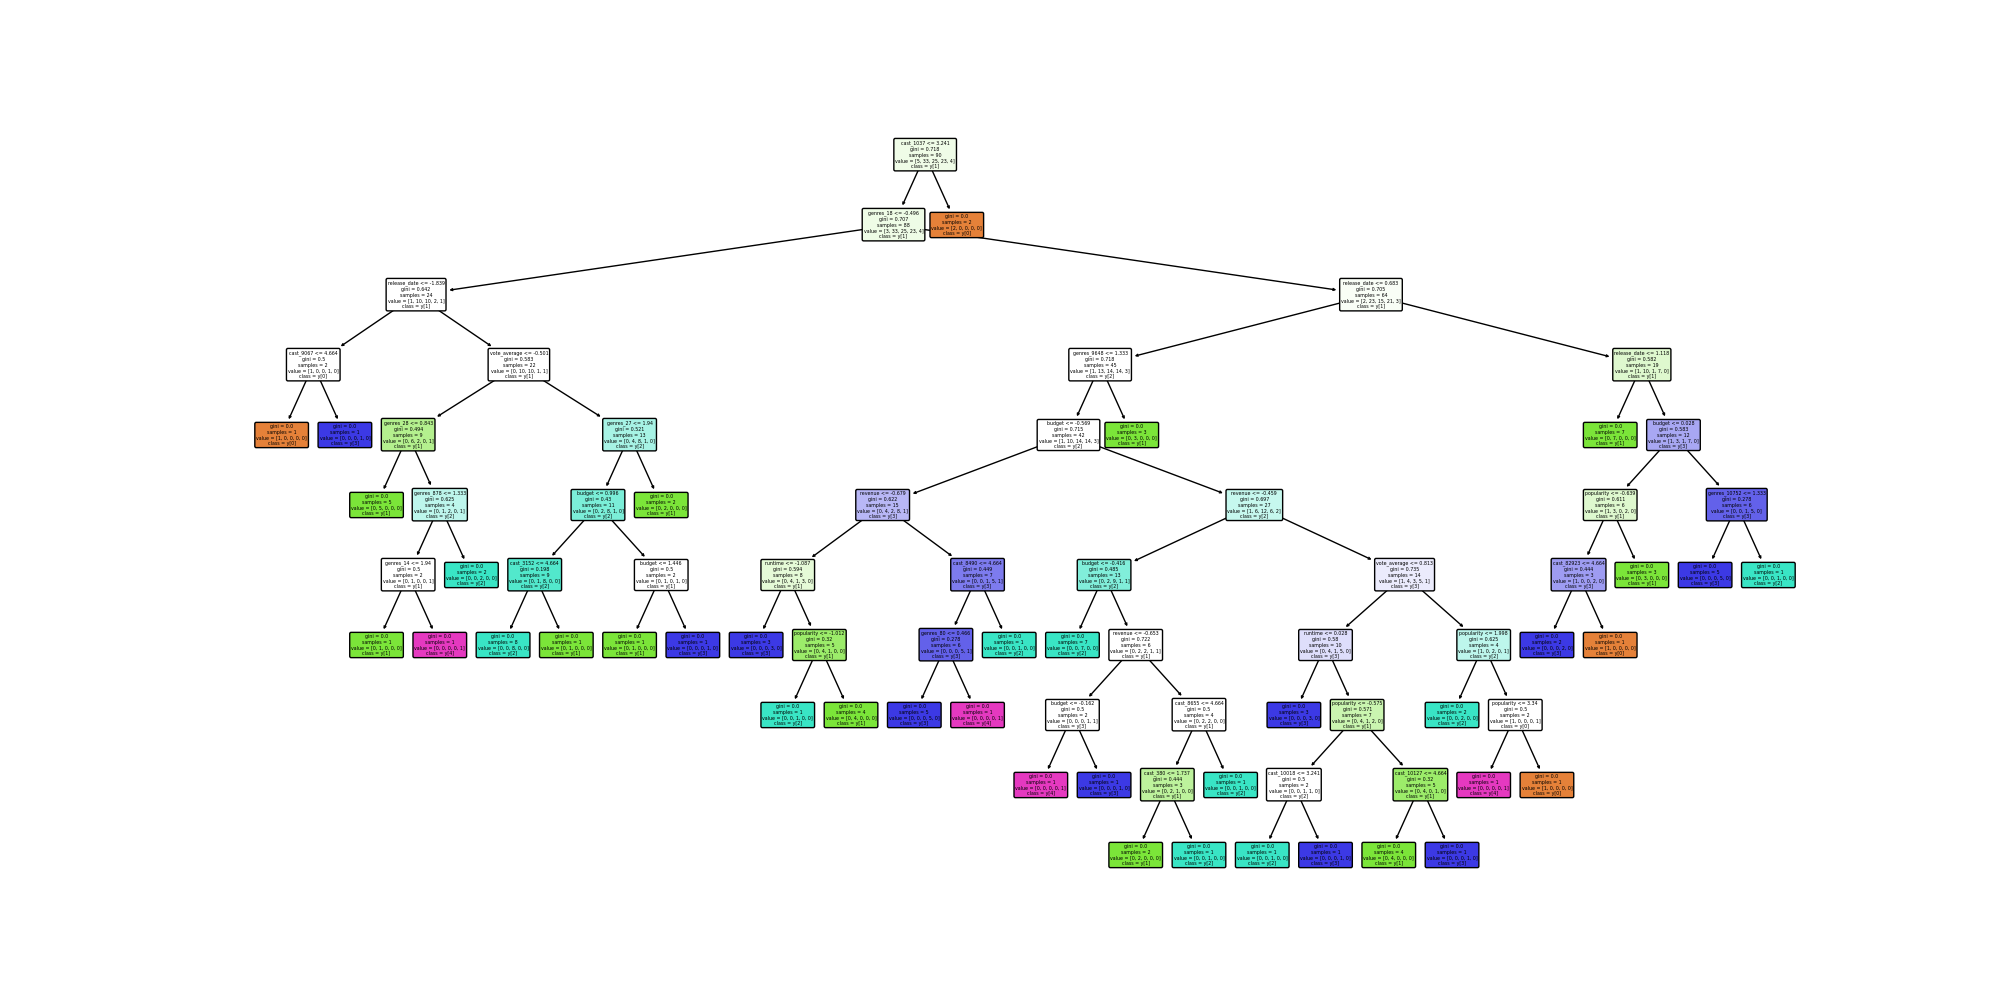 cast_1037 <= 3.241
gini = 0.718
samples = 90
value = [5, 33, 25, 23, 4]
class = y[1]
genres_18 <= -0.496
gini = 0.707
samples = 88
value = [3, 33, 25, 23, 4]
class = y[1]
gini = 0.0
samples = 2
value = [2, 0, 0, 0, 0]
class = y[0]
release_date <= -1.839
gini = 0.642
samples = 24
value = [1, 10, 10, 2, 1]
class = y[1]
release_date <= 0.683
gini = 0.705
samples = 64
value = [2, 23, 15, 21, 3]
class = y[1]
cast_9067 <= 4.664
gini = 0.5
samples = 2
value = [1, 0, 0, 1, 0]
class = y[0]
vote_average <= -0.501
gini = 0.583
samples = 22
value = [0, 10, 10, 1, 1]
class = y[1]
genres_9648 <= 1.333
gini = 0.718
samples = 45
value = [1, 13, 14, 14, 3]
class = y[2]
release_date <= 1.118
gini = 0.582
samples = 19
value = [1, 10, 1, 7, 0]
class = y[1]
gini = 0.0
samples = 1
value = [1, 0, 0, 0, 0]
class = y[0]
gini = 0.0
samples = 1
value = [0, 0, 0, 1, 0]
class = y[3]
genres_28 <= 0.843
gini = 0.494
samples = 9
value = [0, 6, 2, 0, 1]
class = y[1]
genres_27 <= 1.94
gini = 0.521
samples = 13
value = [0, 4, 8, 1, 0]
class = y[2]
budget <= -0.569
gini = 0.715
samples = 42
value = [1, 10, 14, 14, 3]
class = y[2]
gini = 0.0
samples = 3
value = [0, 3, 0, 0, 0]
class = y[1]
gini = 0.0
samples = 7
value = [0, 7, 0, 0, 0]
class = y[1]
budget <= 0.028
gini = 0.583
samples = 12
value = [1, 3, 1, 7, 0]
class = y[3]
gini = 0.0
samples = 5
value = [0, 5, 0, 0, 0]
class = y[1]
genres_878 <= 1.333
gini = 0.625
samples = 4
value = [0, 1, 2, 0, 1]
class = y[2]
budget <= 0.996
gini = 0.43
samples = 11
value = [0, 2, 8, 1, 0]
class = y[2]
gini = 0.0
samples = 2
value = [0, 2, 0, 0, 0]
class = y[1]
revenue <= -0.679
gini = 0.622
samples = 15
value = [0, 4, 2, 8, 1]
class = y[3]
revenue <= -0.459
gini = 0.697
samples = 27
value = [1, 6, 12, 6, 2]
class = y[2]
popularity <= -0.639
gini = 0.611
samples = 6
value = [1, 3, 0, 2, 0]
class = y[1]
genres_10752 <= 1.333
gini = 0.278
samples = 6
value = [0, 0, 1, 5, 0]
class = y[3]
genres_14 <= 1.94
gini = 0.5
samples = 2
value = [0, 1, 0, 0, 1]
class = y[1]
gini = 0.0
samples = 2
value = [0, 0, 2, 0, 0]
class = y[2]
cast_3152 <= 4.664
gini = 0.198
samples = 9
value = [0, 1, 8, 0, 0]
class = y[2]
budget <= 1.446
gini = 0.5
samples = 2
value = [0, 1, 0, 1, 0]
class = y[1]
runtime <= -1.087
gini = 0.594
samples = 8
value = [0, 4, 1, 3, 0]
class = y[1]
cast_8490 <= 4.664
gini = 0.449
samples = 7
value = [0, 0, 1, 5, 1]
class = y[3]
budget <= -0.416
gini = 0.485
samples = 13
value = [0, 2, 9, 1, 1]
class = y[2]
vote_average <= 0.813
gini = 0.735
samples = 14
value = [1, 4, 3, 5, 1]
class = y[3]
cast_82923 <= 4.664
gini = 0.444
samples = 3
value = [1, 0, 0, 2, 0]
class = y[3]
gini = 0.0
samples = 3
value = [0, 3, 0, 0, 0]
class = y[1]
gini = 0.0
samples = 5
value = [0, 0, 0, 5, 0]
class = y[3]
gini = 0.0
samples = 1
value = [0, 0, 1, 0, 0]
class = y[2]
gini = 0.0
samples = 1
value = [0, 1, 0, 0, 0]
class = y[1]
gini = 0.0
samples = 1
value = [0, 0, 0, 0, 1]
class = y[4]
gini = 0.0
samples = 8
value = [0, 0, 8, 0, 0]
class = y[2]
gini = 0.0
samples = 1
value = [0, 1, 0, 0, 0]
class = y[1]
gini = 0.0
samples = 1
value = [0, 1, 0, 0, 0]
class = y[1]
gini = 0.0
samples = 1
value = [0, 0, 0, 1, 0]
class = y[3]
gini = 0.0
samples = 3
value = [0, 0, 0, 3, 0]
class = y[3]
popularity <= -1.012
gini = 0.32
samples = 5
value = [0, 4, 1, 0, 0]
class = y[1]
genres_80 <= 0.466
gini = 0.278
samples = 6
value = [0, 0, 0, 5, 1]
class = y[3]
gini = 0.0
samples = 1
value = [0, 0, 1, 0, 0]
class = y[2]
gini = 0.0
samples = 7
value = [0, 0, 7, 0, 0]
class = y[2]
revenue <= -0.653
gini = 0.722
samples = 6
value = [0, 2, 2, 1, 1]
class = y[1]
runtime <= 0.028
gini = 0.58
samples = 10
value = [0, 4, 1, 5, 0]
class = y[3]
popularity <= 1.998
gini = 0.625
samples = 4
value = [1, 0, 2, 0, 1]
class = y[2]
gini = 0.0
samples = 2
value = [0, 0, 0, 2, 0]
class = y[3]
gini = 0.0
samples = 1
value = [1, 0, 0, 0, 0]
class = y[0]
gini = 0.0
samples = 1
value = [0, 0, 1, 0, 0]
class = y[2]
gini = 0.0
samples = 4
value = [0, 4, 0, 0, 0]
class = y[1]
gini = 0.0
samples = 5
value = [0, 0, 0, 5, 0]
class = y[3]
gini = 0.0
samples = 1
value = [0, 0, 0, 0, 1]
class = y[4]
budget <= -0.162
gini = 0.5
samples = 2
value = [0, 0, 0, 1, 1]
class = y[3]
cast_8655 <= 4.664
gini = 0.5
samples = 4
value = [0, 2, 2, 0, 0]
class = y[1]
gini = 0.0
samples = 3
value = [0, 0, 0, 3, 0]
class = y[3]
popularity <= -0.575
gini = 0.571
samples = 7
value = [0, 4, 1, 2, 0]
class = y[1]
gini = 0.0
samples = 2
value = [0, 0, 2, 0, 0]
class = y[2]
popularity <= 3.34
gini = 0.5
samples = 2
value = [1, 0, 0, 0, 1]
class = y[0]
gini = 0.0
samples = 1
value = [0, 0, 0, 0, 1]
class = y[4]
gini = 0.0
samples = 1
value = [0, 0, 0, 1, 0]
class = y[3]
cast_380 <= 1.737
gini = 0.444
samples = 3
value = [0, 2, 1, 0, 0]
class = y[1]
gini = 0.0
samples = 1
value = [0, 0, 1, 0, 0]
class = y[2]
cast_10018 <= 3.241
gini = 0.5
samples = 2
value = [0, 0, 1, 1, 0]
class = y[2]
cast_10127 <= 4.664
gini = 0.32
samples = 5
value = [0, 4, 0, 1, 0]
class = y[1]
gini = 0.0
samples = 1
value = [0, 0, 0, 0, 1]
class = y[4]
gini = 0.0
samples = 1
value = [1, 0, 0, 0, 0]
class = y[0]
gini = 0.0
samples = 2
value = [0, 2, 0, 0, 0]
class = y[1]
gini = 0.0
samples = 1
value = [0, 0, 1, 0, 0]
class = y[2]
gini = 0.0
samples = 1
value = [0, 0, 1, 0, 0]
class = y[2]
gini = 0.0
samples = 1
value = [0, 0, 0, 1, 0]
class = y[3]
gini = 0.0
samples = 4
value = [0, 4, 0, 0, 0]
class = y[1]
gini = 0.0
samples = 1
value = [0, 0, 0, 1, 0]
class = y[3]